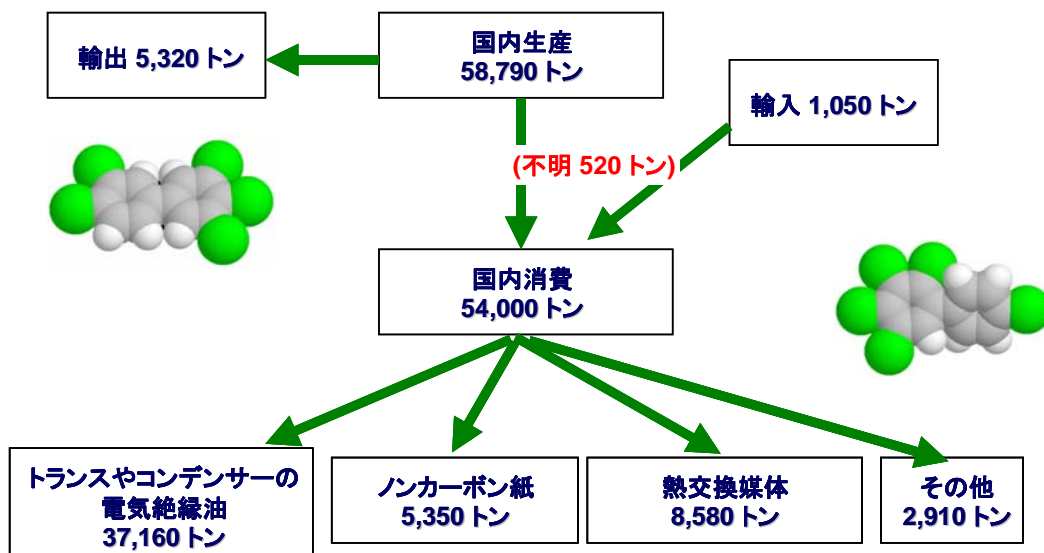 国内生産
58,790 トン
輸出 5,320 トン
輸入 1,050 トン
(不明 520 トン)
国内消費
54,000 トン
トランスやコンデンサーの
電気絶縁油
37,160 トン
ノンカーボン紙
5,350 トン
熱交換媒体
8,580 トン
その他
2,910 トン